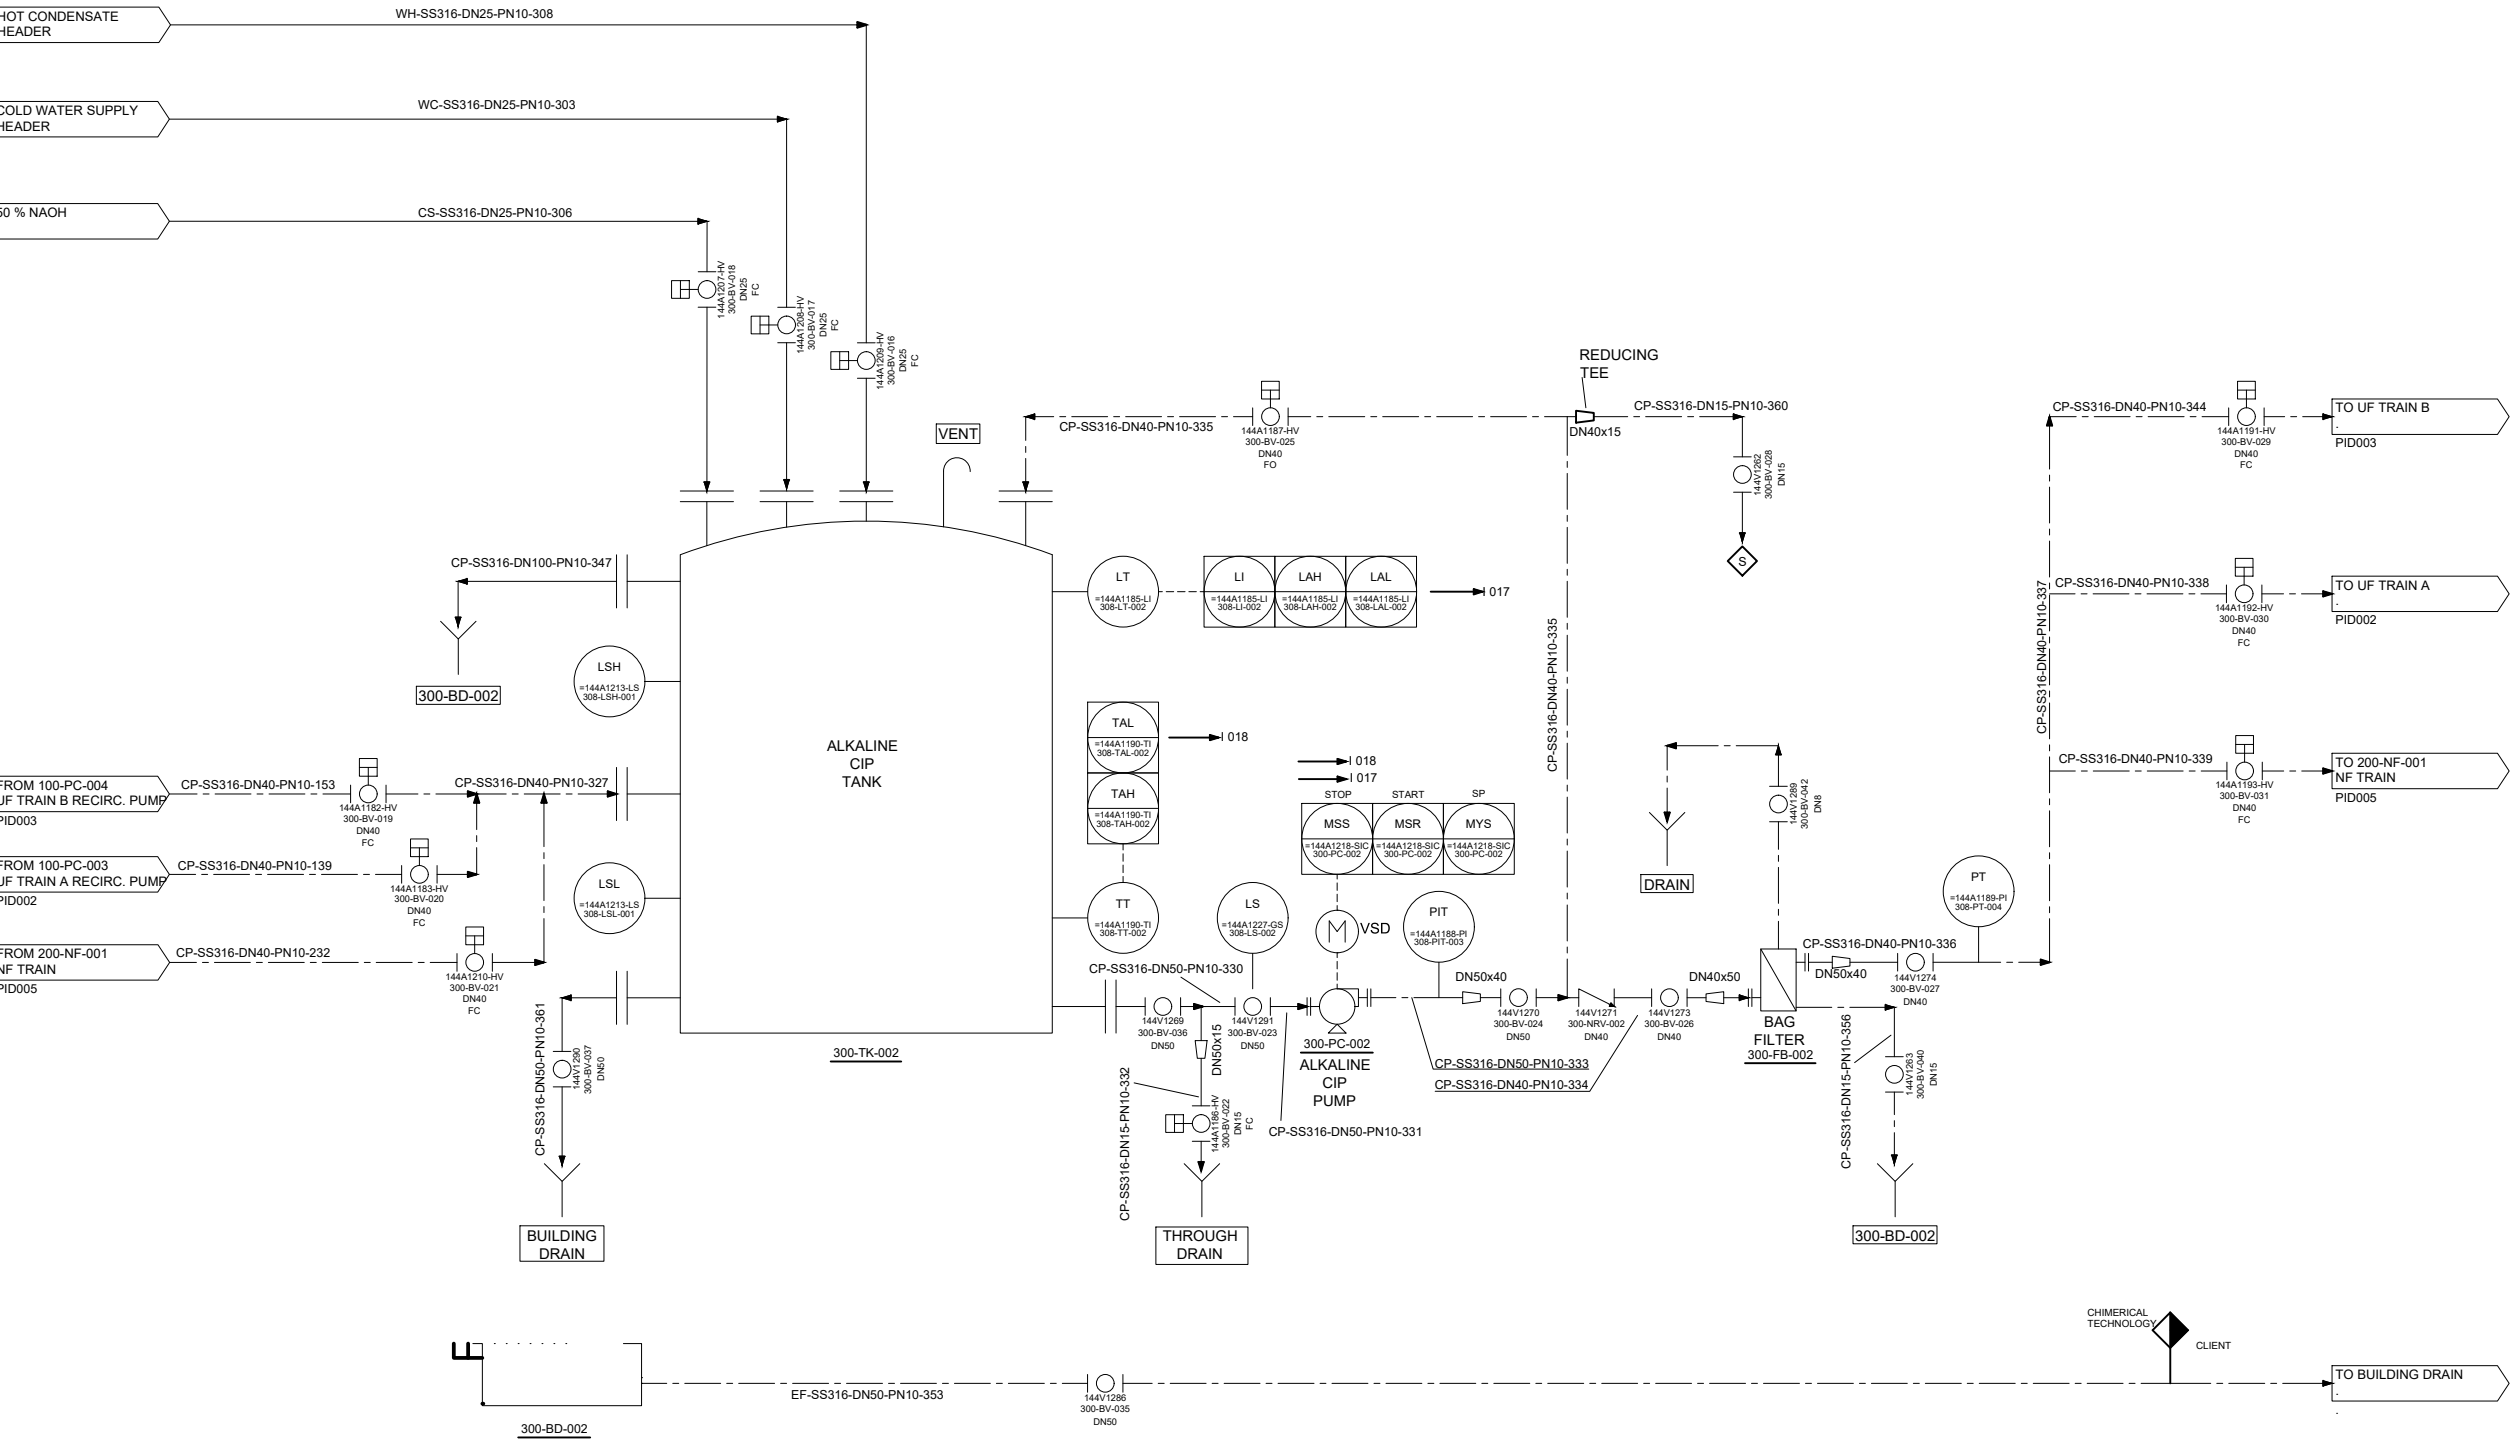 HOT CONDENSATE
HEADER
WH-SS316-DN25-PN10-308
COLD WATER SUPPLY
HEADER
WC-SS316-DN25-PN10-303
50 % NAOH
CS-SS316-DN25-PN10-306
144A1207-HV
300-BV-018
DN25
FC
144A1208-HV
300-BV-017
DN25
FC
144A1209-HV
300-BV-016
DN25
FC
VENT
CP-SS316-DN40-PN10-335
144A1187-HV
300-BV-025
DN40
FO
REDUCING
TEE
DN40x15
CP-SS316-DN15-PN10-360
144V1262
300-BV-028
DN15
S
CP-SS316-DN40-PN10-344
144A1191-HV
300-BV-029
DN40
FC
TO UF TRAIN B
.
PID003
CP-SS316-DN100-PN10-347
300-BD-002
LSH
=144A1213-LS
308-LSH-001
LT
=144A1185-LI
308-LT-002
LI
=144A1185-LI
308-LI-002
LAH
=144A1185-LI
308-LAH-002
LAL
=144A1185-LI
308-LAL-002
I 017
CP-SS316-DN40-PN10-335
CP-SS316-DN40-PN10-337
CP-SS316-DN40-PN10-338
144A1192-HV
300-BV-030
DN40
FC
TO UF TRAIN A
.
PID002
TAL
=144A1190-TI
308-TAL-002
I 018
TAH
=144A1190-TI
308-TAH-002
ALKALINE
CIP
TANK
I 018
I 017
STOP
START
SP
MSS
=144A1218-SIC
300-PC-002
MSR
=144A1218-SIC
300-PC-002
MYS
=144A1218-SIC
300-PC-002
144V1289
300-BV-042
DN8
DRAIN
CP-SS316-DN40-PN10-339
144A1193-HV
300-BV-031
DN40
FC
TO 200-NF-001
NF TRAIN
PID005
FROM 100-PC-004
UF TRAIN B RECIRC. PUMP
PID003
CP-SS316-DN40-PN10-153
144A1182-HV
300-BV-019
DN40
FC
CP-SS316-DN40-PN10-327
FROM 100-PC-003
UF TRAIN A RECIRC. PUMP
PID002
CP-SS316-DN40-PN10-139
144A1183-HV
300-BV-020
DN40
FC
LSL
=144A1213-LS
308-LSL-001
FROM 200-NF-001
NF TRAIN
PID005
CP-SS316-DN40-PN10-232
144A1210-HV
300-BV-021
DN40
FC
CP-SS316-DN50-PN10-361
144V1290
300-BV-037
DN50
BUILDING
DRAIN
300-TK-002
TT
=144A1190-TI
308-TT-002
LS
=144A1227-GS
308-LS-002
M
VSD
PIT
=144A1188-PI
308-PIT-003
PT
=144A1189-PI
308-PT-004
CP-SS316-DN50-PN10-330
144V1269
300-BV-036
DN50
144V1291
300-BV-023
DN50
DN50x15
CP-SS316-DN15-PN10-332
144A1186-HV
300-BV-022
DN15
FC
THROUGH
DRAIN
CP-SS316-DN50-PN10-331
300-PC-002
ALKALINE
CIP
PUMP
DN50x40
144V1270
300-BV-024
DN50
144V1271
300-NRV-002
DN40
144V1273
300-BV-026
DN40
DN40x50
CP-SS316-DN50-PN10-333
CP-SS316-DN40-PN10-334
BAG
FILTER
300-FB-002
CP-SS316-DN40-PN10-336
DN50x40
144V1274
300-BV-027
DN40
CP-SS316-DN15-PN10-356
144V1263
300-BV-040
DN15
300-BD-002
CHIMERICAL
TECHNOLOGY
CLIENT
300-BD-002
EF-SS316-DN50-PN10-353
144V1286
300-BV-035
DN50
TO BUILDING DRAIN
.
.